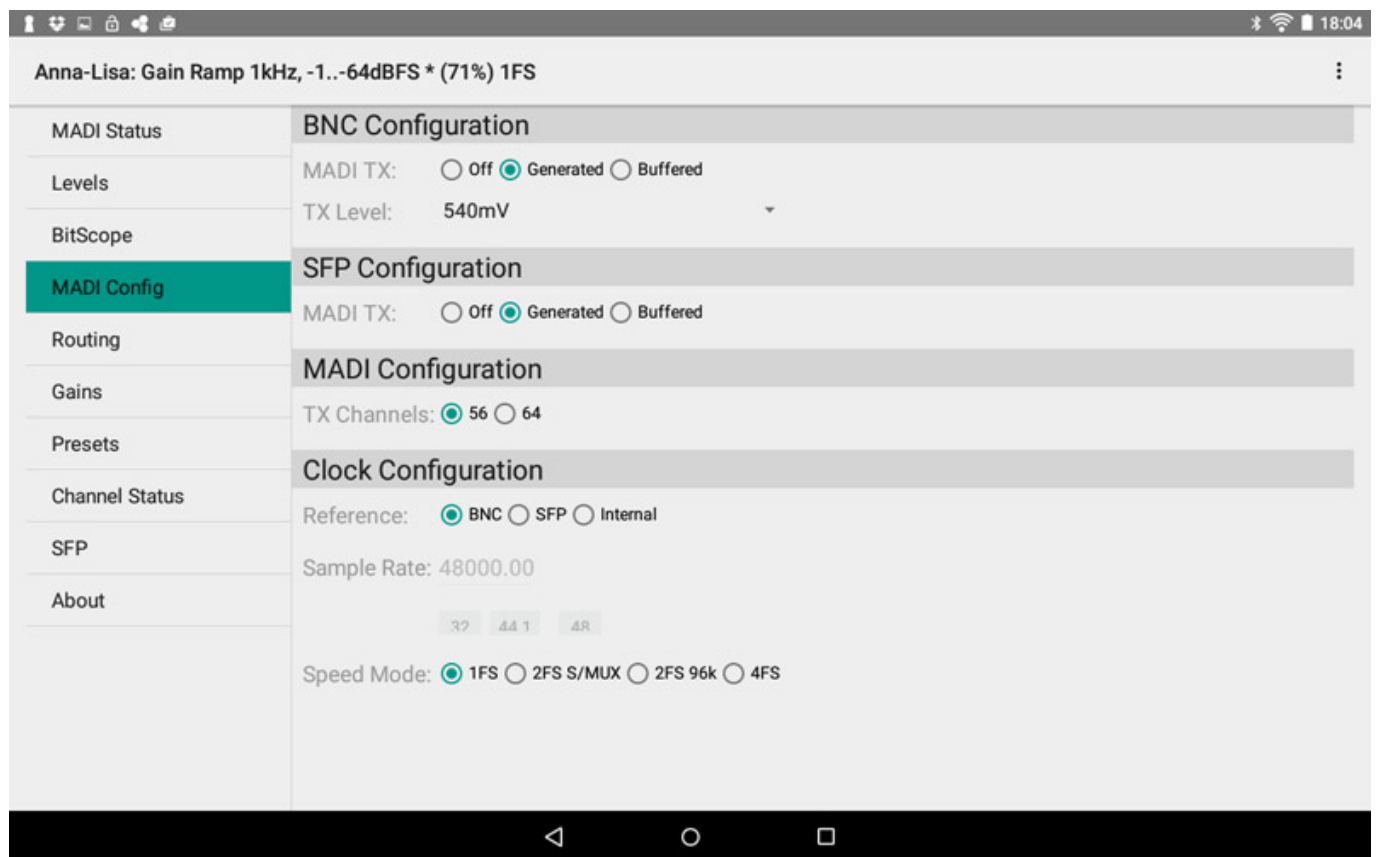 18:04
Anna-Lisa: Gain Ramp 1kHz, -1..-64dBFS * (71%) 1FS
MADI Status
Levels
BitScope
MADI Config
Routing
Gains
Presets
Channel Status
SFP
About
BNC Configuration
MADI TX: Off Generated Buffered
TX Level: 540mV
SFP Configuration
MADI TX: Off Generated Buffered
MADI Configuration
TX Channels: 56 64
Clock Configuration
Reference: BNC SFP Internal
Sample Rate: 48000.00
32 44.1 48
Speed Mode: 1FS 2FS S/MUX 2FS 96k 4FS